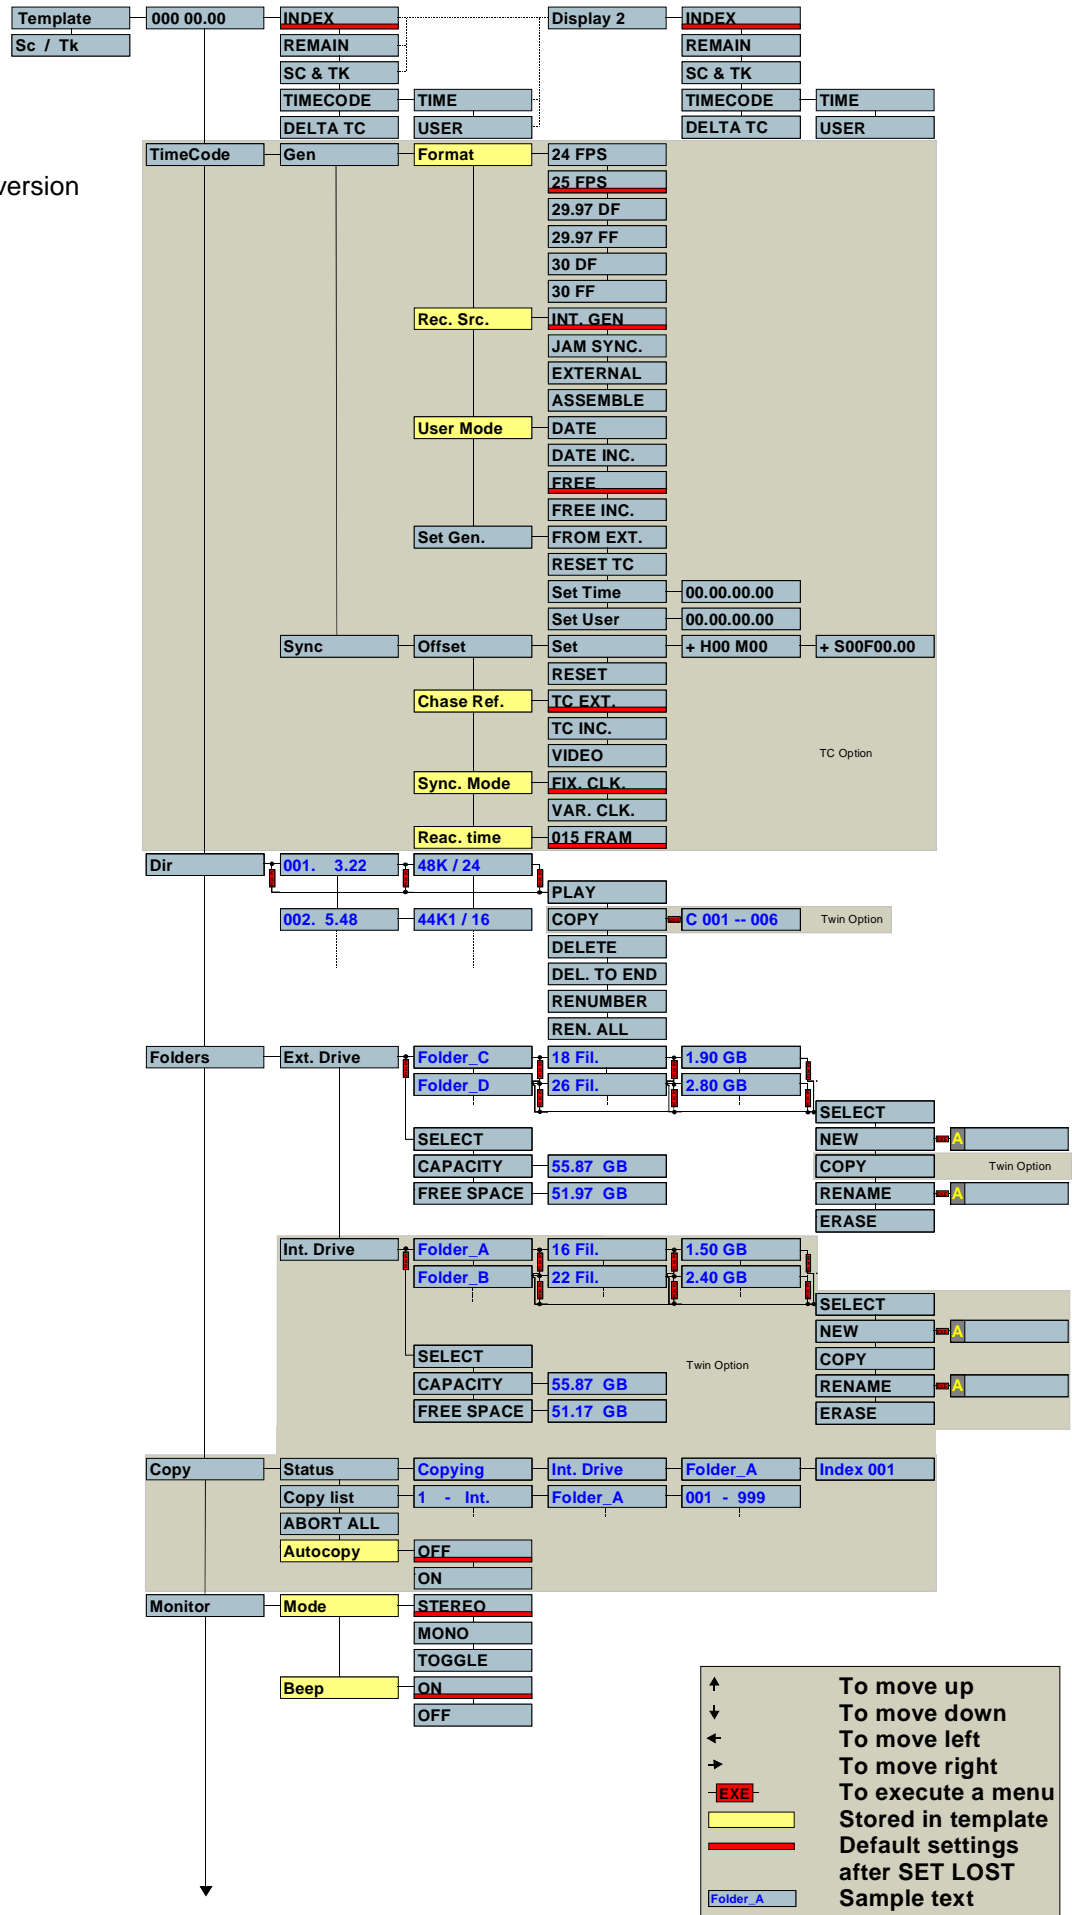 Template 000 00.00 INDEX Display 2 INDEX
Sc / Tk REMAIN REMAIN
SC & TK SC & TK
TIMECODE TIME TIMECODE TIME
DELTA TC USER DELTA TC USER
TimeCode Gen Format 24 FPS
version 25 FPS
29.97 DF
29.97 FF
30 DF
30 FF
Rec. Src. INT. GEN
JAM SYNC.
EXTERNAL
ASSEMBLE
User Mode DATE
DATE INC.
FREE
FREE INC.
Set Gen. FROM EXT.
RESET TC
Set Time 00.00.00.00
Set User 00.00.00.00
Sync Offset Set + H00 M00 + S00F00.00
RESET
Chase Ref. TC EXT.
TC INC.
VIDEO TC Option
Sync. Mode FIX. CLK.
VAR. CLK.
Reac. time 015 FRAM
Dir 001. 3.22 48K / 24
PLAY
002. 5.48 44K1 / 16 COPY C 001 -- 006 Twin Option
DELETE
DEL. TO END
RENUMBER
REN. ALL
Folders Ext. Drive Folder_C 18 Fil. 1.90 GB
Folder_D 26 Fil. 2.80 GB
SELECT
SELECT NEW A
CAPACITY 55.87 GB COPY Twin Option
FREE SPACE 51.97 GB RENAME A
ERASE
Int. Drive Folder_A 16 Fil. 1.50 GB
Folder_B 22 Fil. 2.40 GB
SELECT
NEW A
SELECT Twin Option COPY
CAPACITY 55.87 GB RENAME A
FREE SPACE 51.17 GB ERASE
Copy Status Copying Int. Drive Folder_A Index 001
Copy list 1 - Int. Folder_A 001 - 999
ABORT ALL
Autocopy OFF
ON
Monitor Mode STEREO
MONO
TOGGLE
Beep ON
OFF
To move up
To move down
To move left
To move right
EXE To execute a menu
Stored in template
Default settings
after SET LOST
Folder_A Sample text